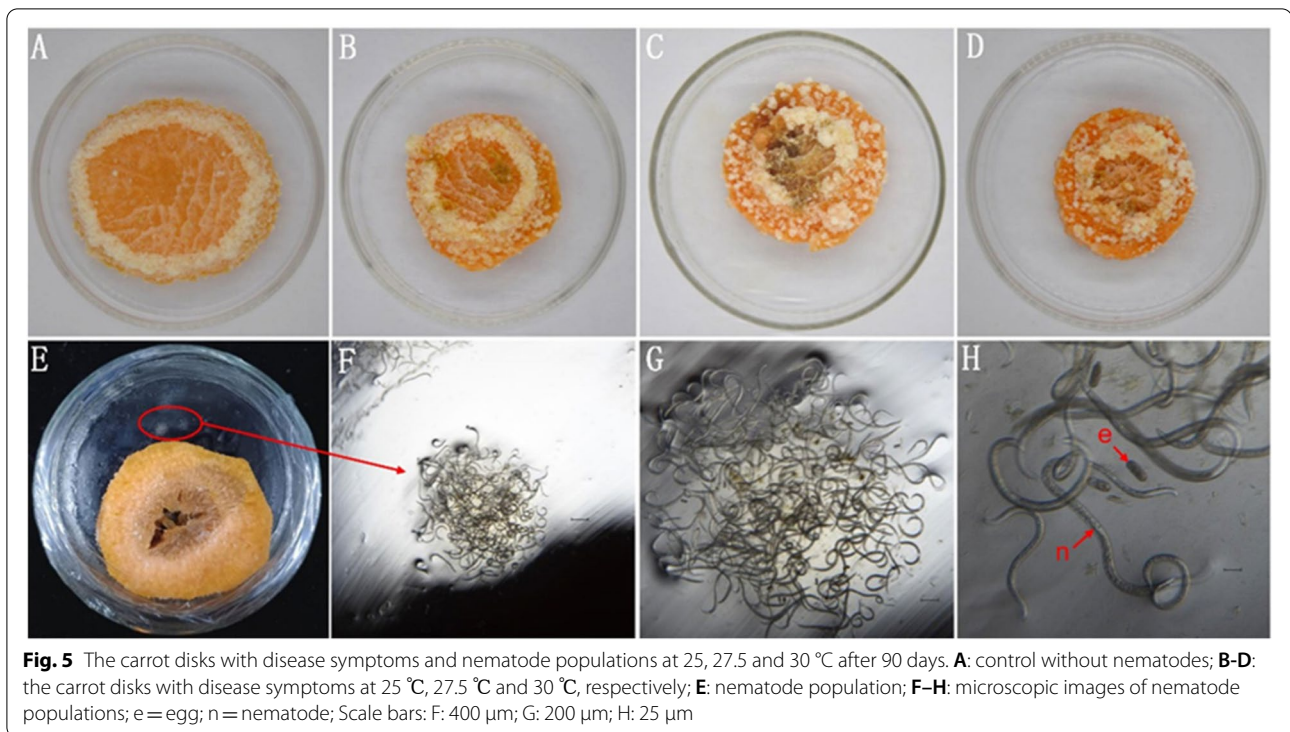 A B C D
E F G H
e
n
Fig. 5 The carrot disks with disease symptoms and nematode populations at 25, 27.5 and 30 °C after 90 days. A: control without nematodes; B-D:
the carrot disks with disease symptoms at 25 ℃, 27.5 ℃ and 30 ℃, respectively; E: nematode population; F–H: microscopic images of nematode
populations; e = egg; n = nematode; Scale bars: F: 400 µm; G: 200 µm; H: 25 µm